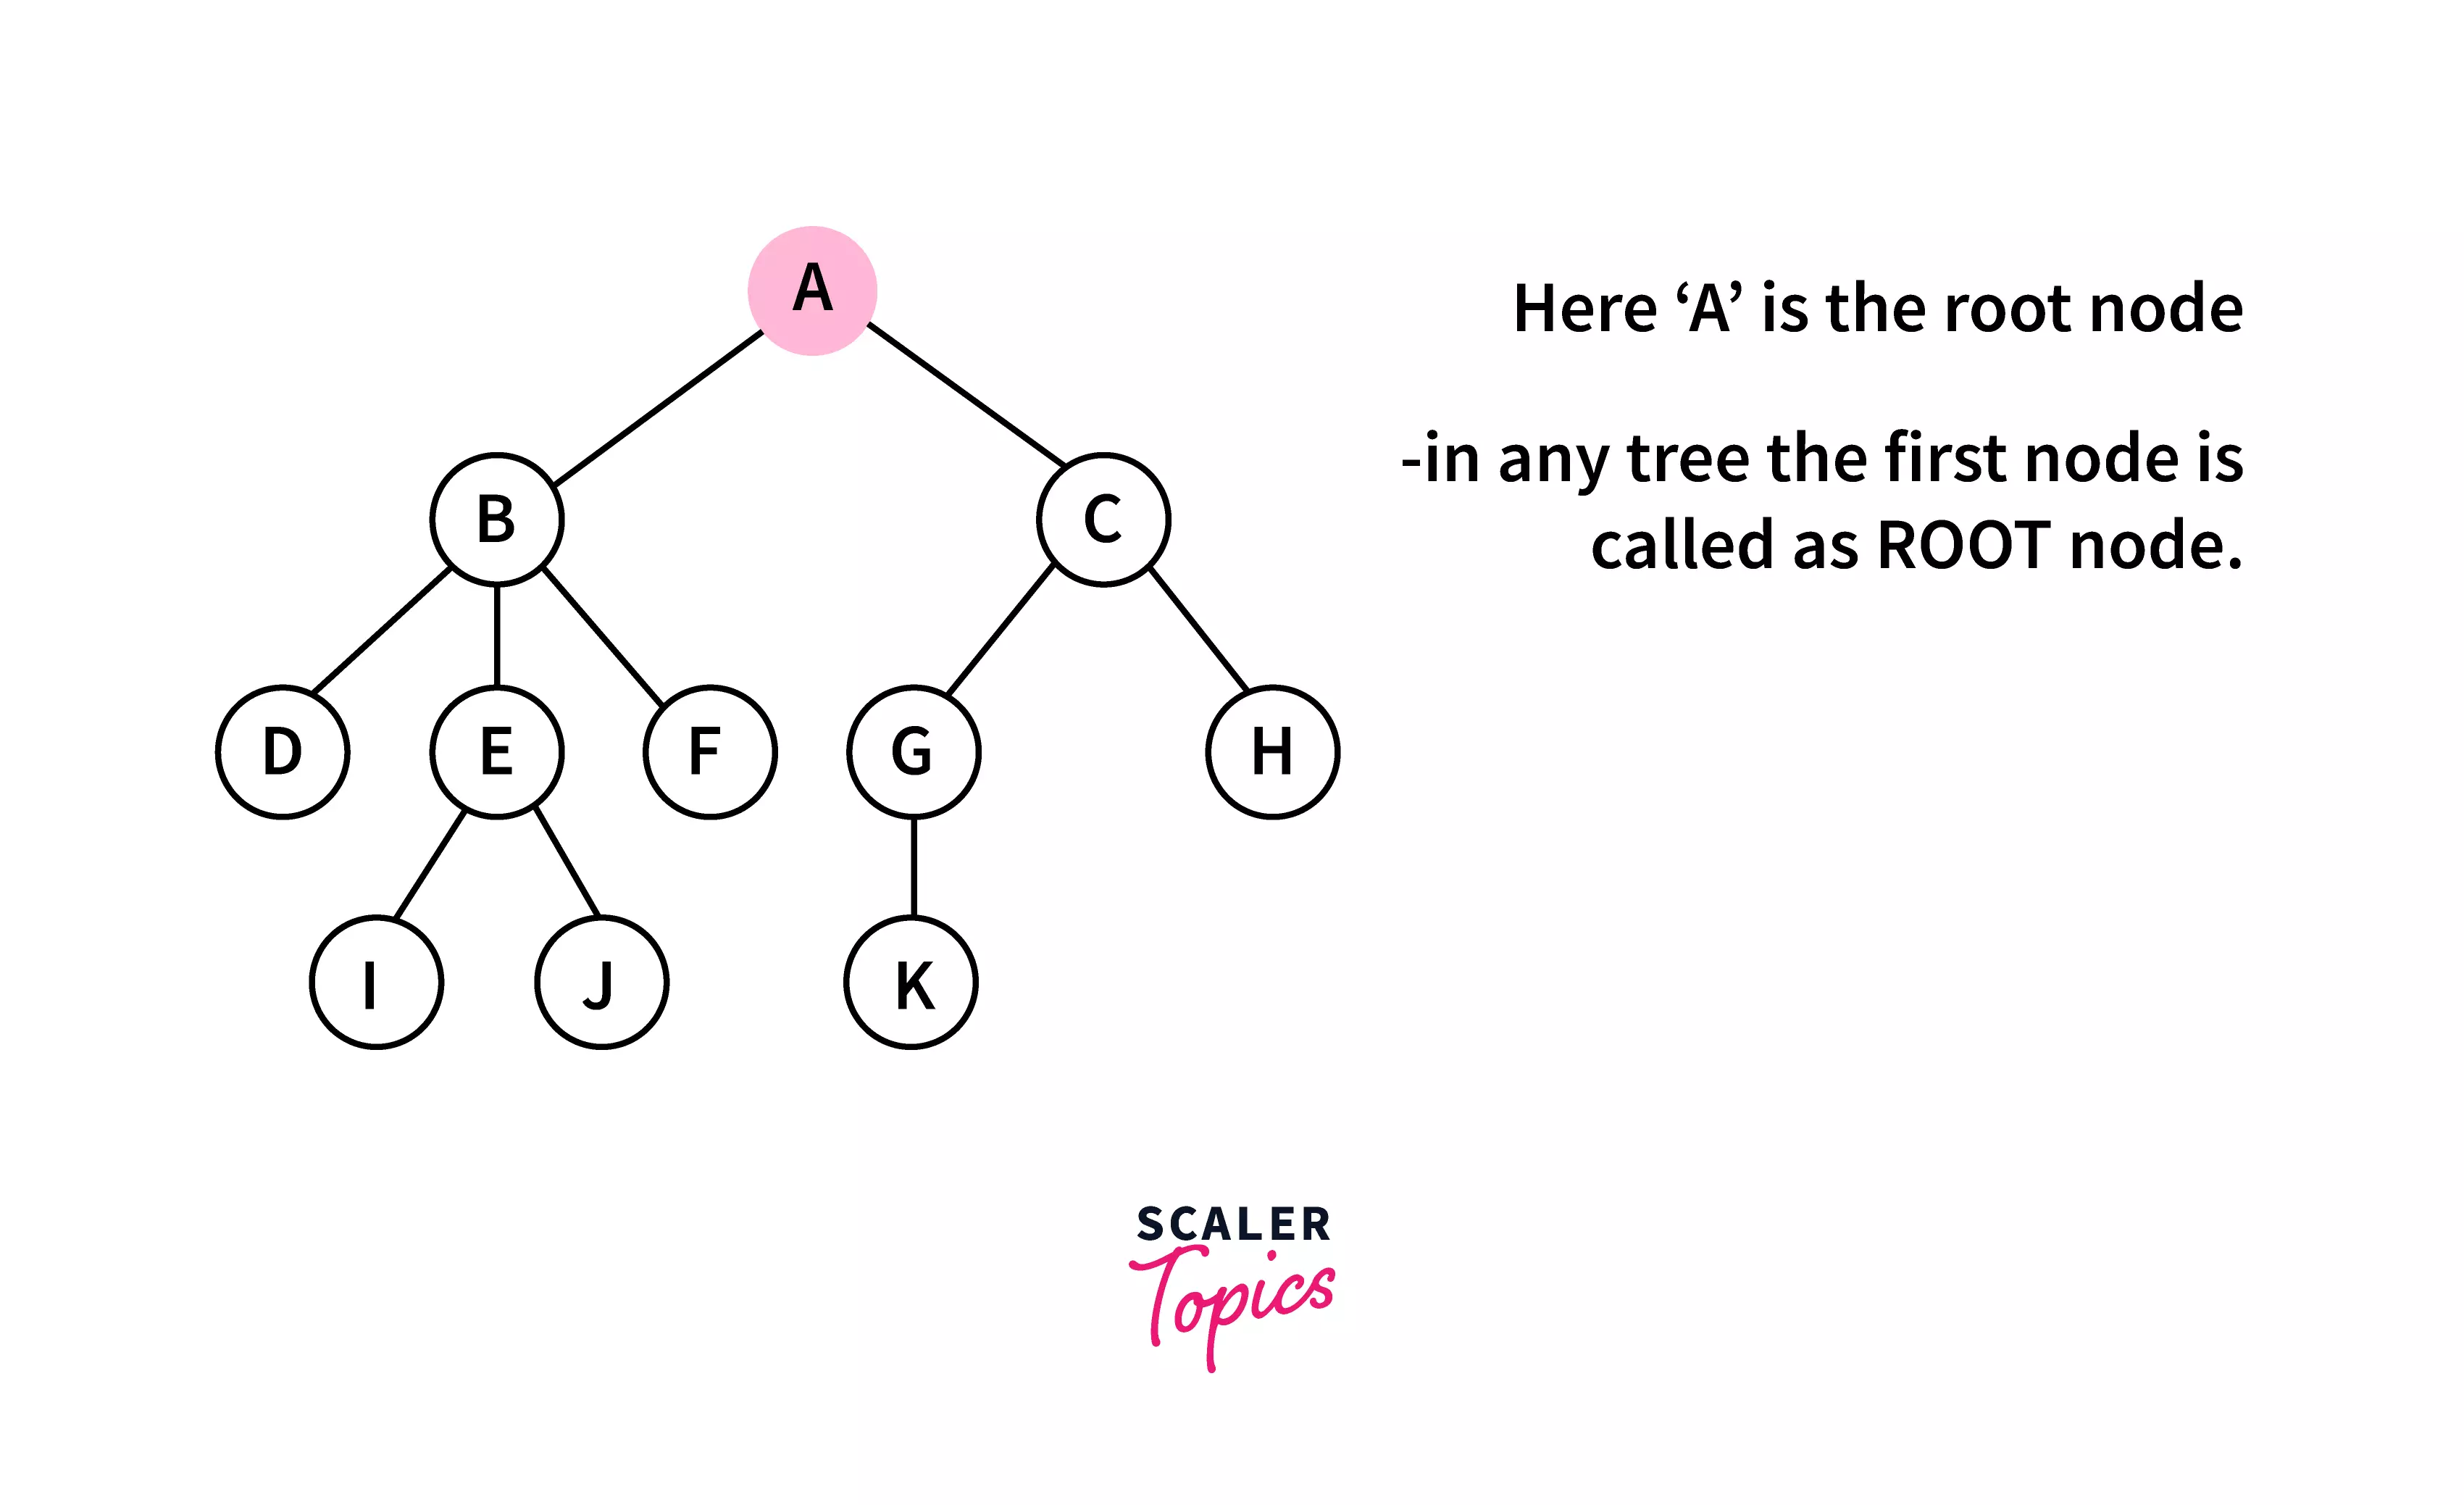 A
Here ‘A’ is the root node
-in any tree the first node is
called as ROOT node.
B
C
D
E
F
G
H
I
J
K
SCALER
Topics